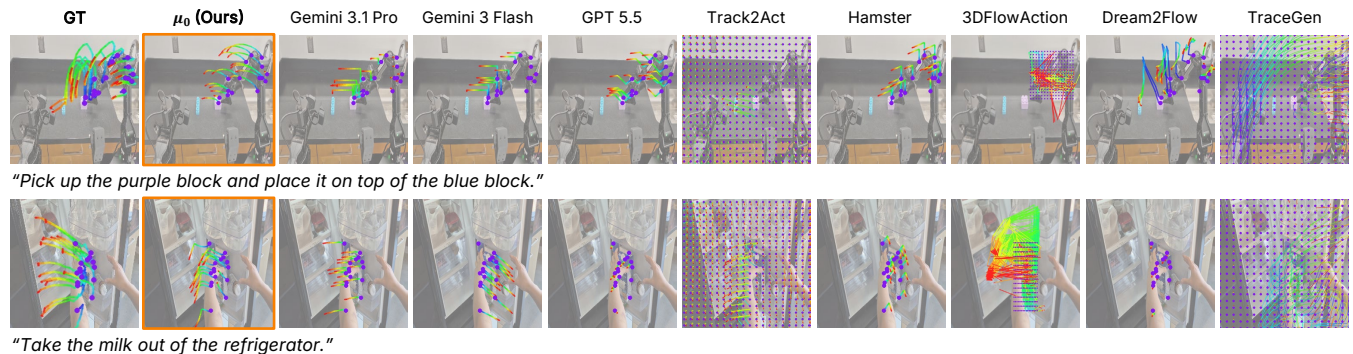 GT μ₀ (Ours) Gemini 3.1 Pro Gemini 3 Flash GPT 5.5 Track2Act Hamster 3DFlowAction Dream2Flow TraceGen
“Pick up the purple block and place it on top of the blue block.”
“Take the milk out of the refrigerator.”